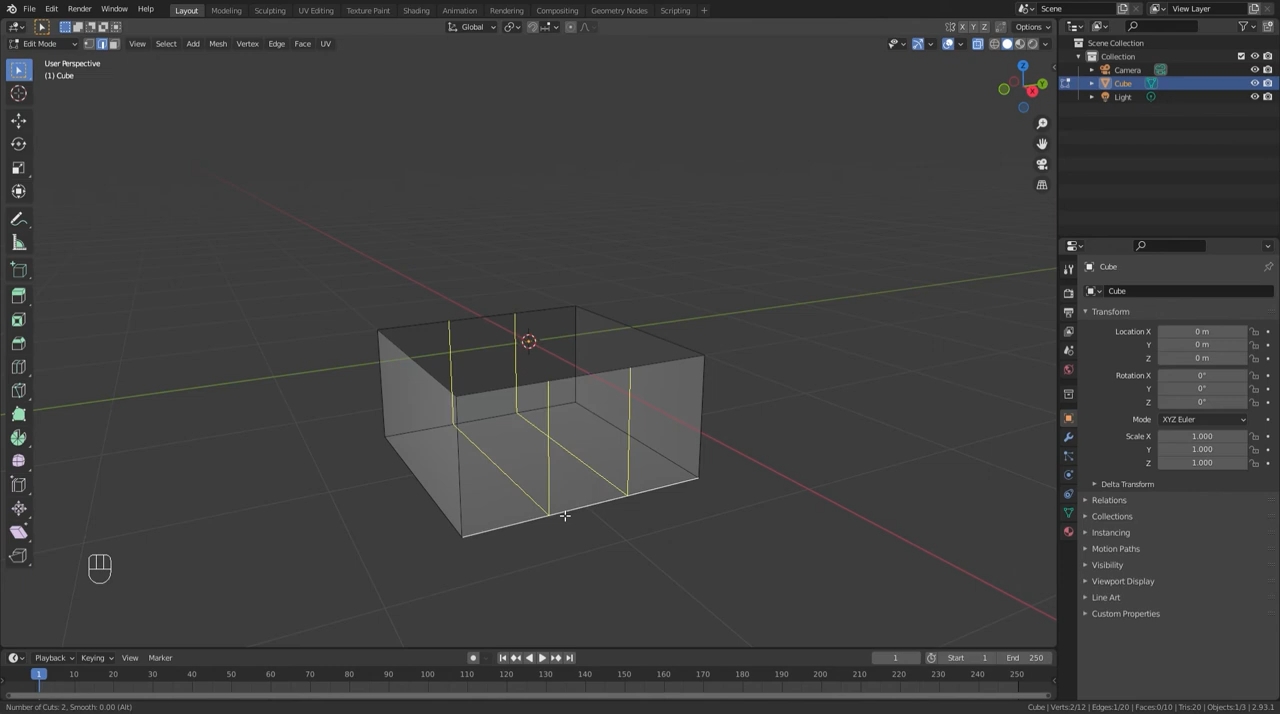 File Edit Render Window Help Layout Modeling Sculpting UV Editing Texture Paint Shading Animation Rendering Compositing Geometry Nodes Scripting + Scene View Layer
Global X Y Z Options
Edit Mode View Select Add Mesh Vertex Edge Face UV
User Perspective
(1) Cube
Z
Y
X
Scene Collection
Collection
Camera
Cube
Light
Cube
Cube
Transform
Location X 0 m
Y 0 m
Z 0 m
Rotation X 0°
Y 0°
Z 0°
Mode XYZ Euler
Scale X 1.000
Y 1.000
Z 1.000
Delta Transform
Relations
Collections
Instancing
Motion Paths
Visibility
Viewport Display
Line Art
Custom Properties
Playback Keying View Marker 1 Start 1 End 250
1 10 20 30 40 50 60 70 80 90 100 110 120 130 140 150 160 170 180 190 200 210 220 230 240 250
Number of Cuts: 2, Smooth: 0.00 (Alt) Cube | Verts:2/12 | Edges:1/20 | Faces:0/10 | Tris:20 | Objects:1/3 | 2.93.1